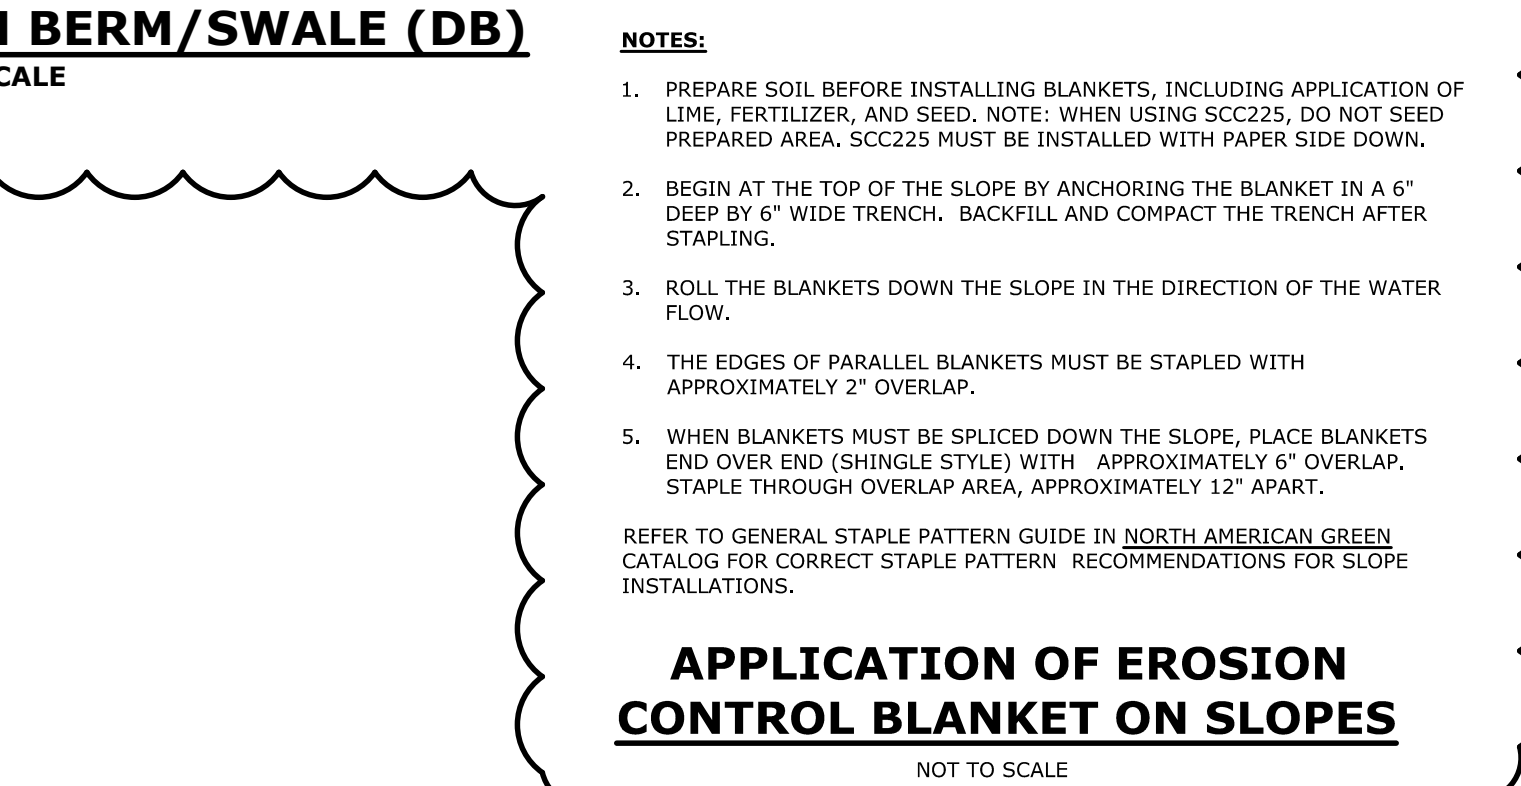 BERM/SWALE (DB)
NOTES:
1. PREPARE SOIL BEFORE INSTALLING BLANKETS, INCLUDING APPLICATION OF
LIME, FERTILIZER, AND SEED. NOTE: WHEN USING SCC225, DO NOT SEED
PREPARED AREA. SCC225 MUST BE INSTALLED WITH PAPER SIDE DOWN.
2. BEGIN AT THE TOP OF THE SLOPE BY ANCHORING THE BLANKET IN A 6"
DEEP BY 6" WIDE TRENCH. BACKFILL AND COMPACT THE TRENCH AFTER
STAPLING.
3. ROLL THE BLANKETS DOWN THE SLOPE IN THE DIRECTION OF THE WATER
FLOW.
4. THE EDGES OF PARALLEL BLANKETS MUST BE STAPLED WITH
APPROXIMATELY 2" OVERLAP.
5. WHEN BLANKETS MUST BE SPLICED DOWN THE SLOPE, PLACE BLANKETS
END OVER END (SHINGLE STYLE) WITH APPROXIMATELY 6" OVERLAP.
STAPLE THROUGH OVERLAP AREA, APPROXIMATELY 12" APART.
REFER TO GENERAL STAPLE PATTERN GUIDE IN NORTH AMERICAN GREEN
CATALOG FOR CORRECT STAPLE PATTERN RECOMMENDATIONS FOR SLOPE
INSTALLATIONS.
APPLICATION OF EROSION
CONTROL BLANKET ON SLOPES
NOT TO SCALE